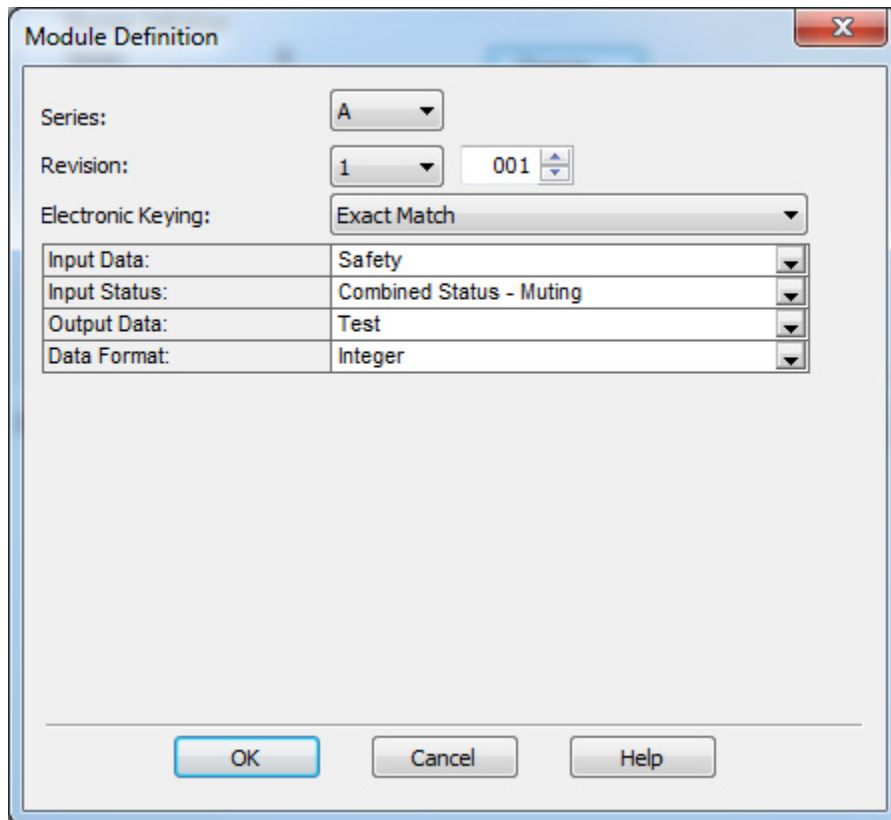 Module Definition
Series: A
Revision: 1 001
Electronic Keying: Exact Match
Input Data: Safety
Input Status: Combined Status - Muting
Output Data: Test
Data Format: Integer
OK Cancel Help